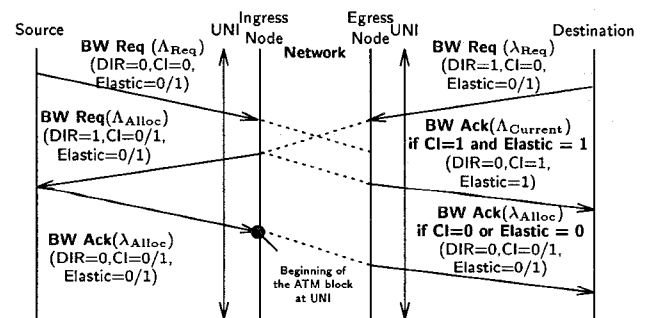 Source
UNI
Ingress
Node
Network
Egress
Node
UNI
Destination
BW Req (Λ_Req)
(DIR=0,CI=0,
Elastic=0/1)
BW Req (λ_Req)
(DIR=1,CI=0,
Elastic=0/1)
BW Req(Λ_Alloc)
(DIR=1,CI=0/1,
Elastic=0/1)
BW Ack(Λ_Current)
if CI=1 and Elastic = 1
(DIR=0,CI=1,
Elastic=1)
BW Ack(λ_Alloc)
(DIR=0,CI=0/1,
Elastic=0/1)
Beginning of
the ATM block
at UNI
BW Ack(λ_Alloc)
if CI=0 or Elastic = 0
(DIR=0,CI=0/1,
Elastic=0/1)